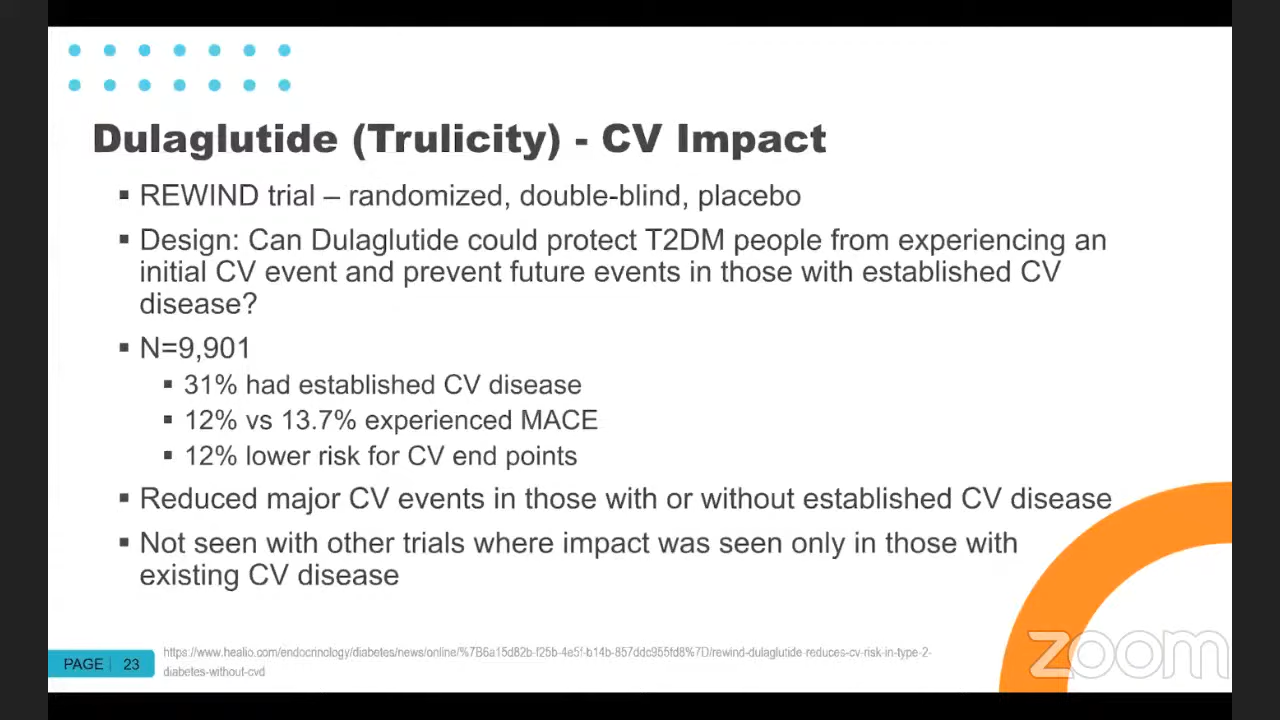 Dulaglutide (Trulicity) - CV Impact
▪ REWIND trial – randomized, double-blind, placebo
▪ Design: Can Dulaglutide could protect T2DM people from experiencing an
initial CV event and prevent future events in those with established CV
disease?
▪ N=9,901
▪ 31% had established CV disease
▪ 12% vs 13.7% experienced MACE
▪ 12% lower risk for CV end points
▪ Reduced major CV events in those with or without established CV disease
▪ Not seen with other trials where impact was seen only in those with
existing CV disease
PAGE 23
https://www.healio.com/endocnnology/diabetes/news/online/%7B6a15d82b-f25b-4e5f-b14b-857ddc955fd8%7D/rewind-dulaglutide-reduces-cv-risk-in-type-2-
diabetes-without-cvd
zoom